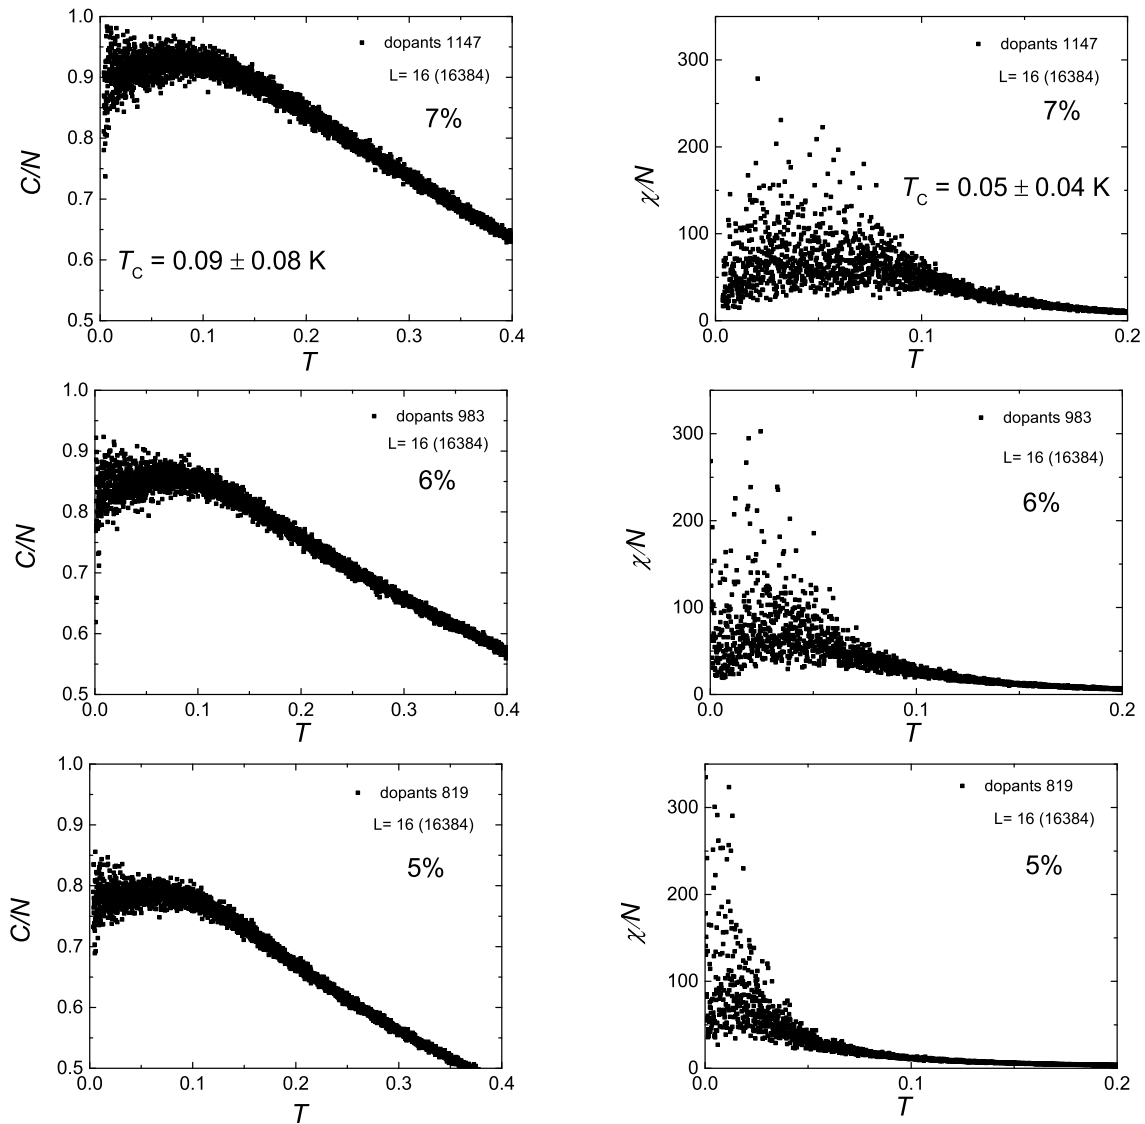 1.0
0.9
0.8
0.7
0.6
0.5
C/N
dopants 1147
L= 16 (16384)
7%
T_C = 0.09 ± 0.08 K
0.0 0.1 0.2 0.3 0.4
T
300
200
100
0
χ/N
dopants 1147
L= 16 (16384)
7%
T_C = 0.05 ± 0.04 K
0.1 0.2
T
1.0
0.9
0.8
0.7
0.6
0.5
C/N
dopants 983
L= 16 (16384)
6%
0.0 0.1 0.2 0.3 0.4
T
300
200
100
0
χ/N
dopants 983
L= 16 (16384)
6%
0.0 0.1 0.2
T
1.0
0.9
0.8
0.7
0.6
0.5
C/N
dopants 819
L= 16 (16384)
5%
0.0 0.1 0.2 0.3 0.4
T
300
200
100
0
χ/N
dopants 819
L= 16 (16384)
5%
0.0 0.1 0.2
T